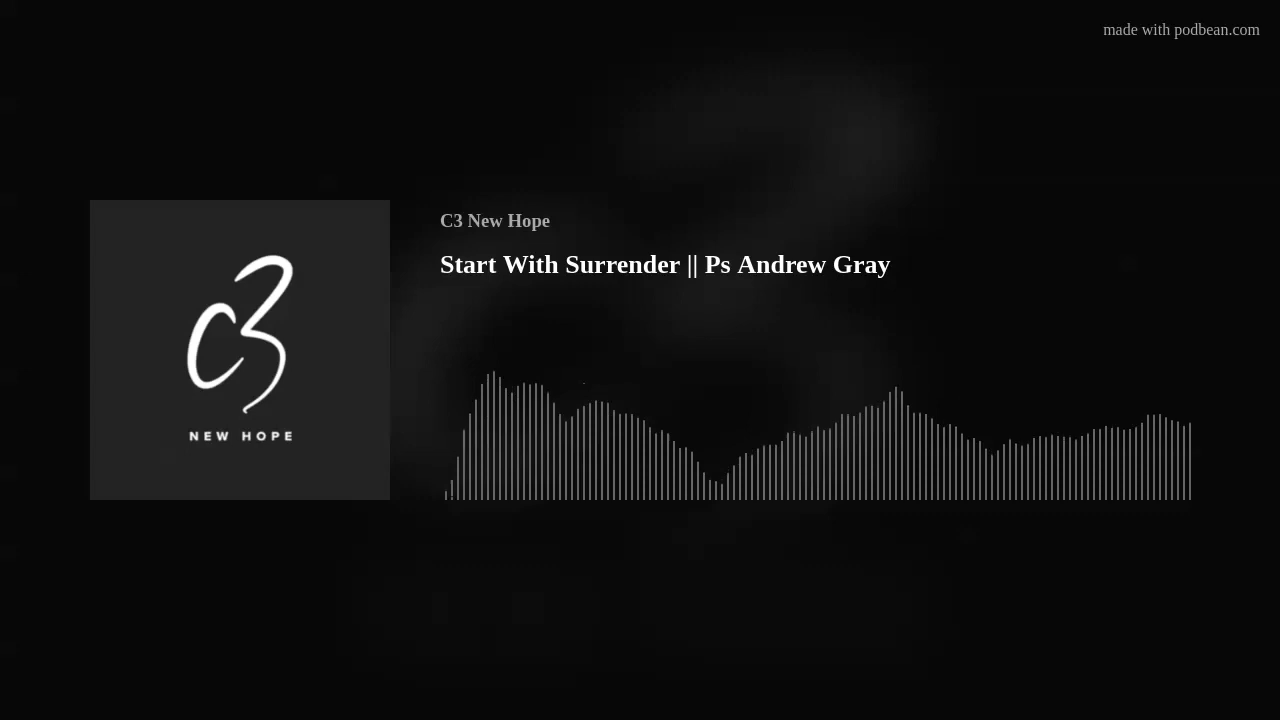 made with podbean.com
C3 New Hope
Start With Surrender || Ps Andrew Gray
c3
NEW HOPE